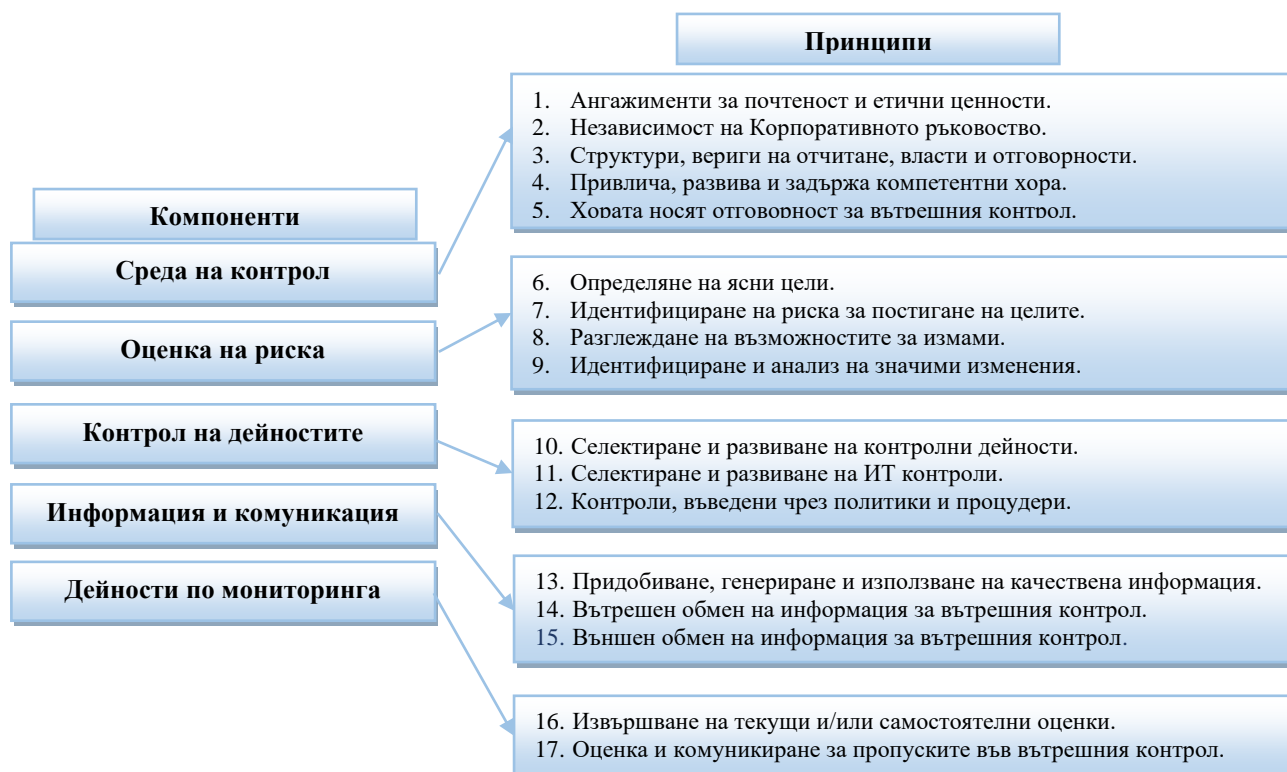 Принципи
1. Ангажименти за почтеност и етични ценности.
2. Независимост на Корпоративното ръковоство.
3. Структури, вериги на отчитане, власти и отговорности.
4. Привлича, развива и задържа компетентни хора.
5. Хората носят отговорност за вътрешния контрол.
Компоненти
Среда на контрол
6. Определяне на ясни цели.
7. Идентифициране на риска за постигане на целите.
8. Разглеждане на възможностите за измами.
9. Идентифициране и анализ на значими изменения.
Оценка на риска
Контрол на дейностите
10. Селектиране и развиване на контролни дейности.
11. Селектиране и развиване на ИТ контроли.
12. Контроли, въведени чрез политики и процудери.
Информация и комуникация
13. Придобиване, генериране и използване на качествена информация.
14. Вътрешен обмен на информация за вътрешния контрол.
15. Външен обмен на информация за вътрешния контрол.
Дейности по мониторинга
16. Извършване на текущи и/или самостоятелни оценки.
17. Оценка и комуникиране за пропуските във вътрешния контрол.